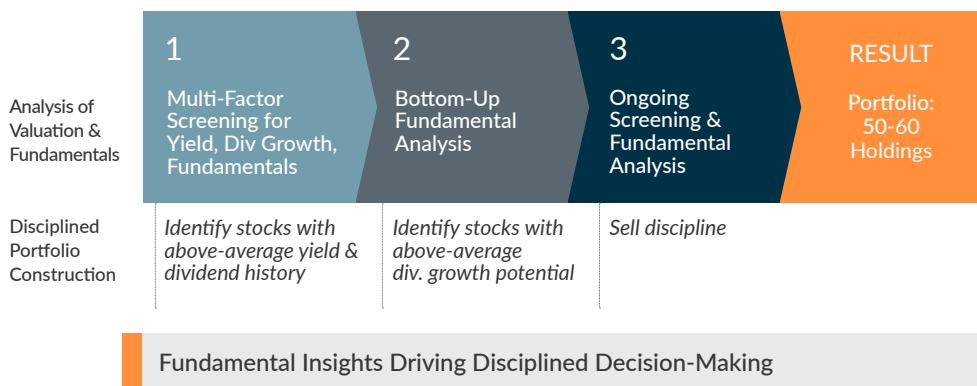 1
Multi-Factor
Screening for
Yield, Div Growth,
Fundamentals
2
Bottom-Up
Fundamental
Analysis
3
Ongoing
Screening &
Fundamental
Analysis
RESULT
Portfolio:
50-60
Holdings
Analysis of
Valuation &
Fundamentals
Disciplined
Portfolio
Construction
Identify stocks with
above-average yield &
dividend history
Identify stocks with
above-average
div. growth potential
Sell discipline
Fundamental Insights Driving Disciplined Decision-Making